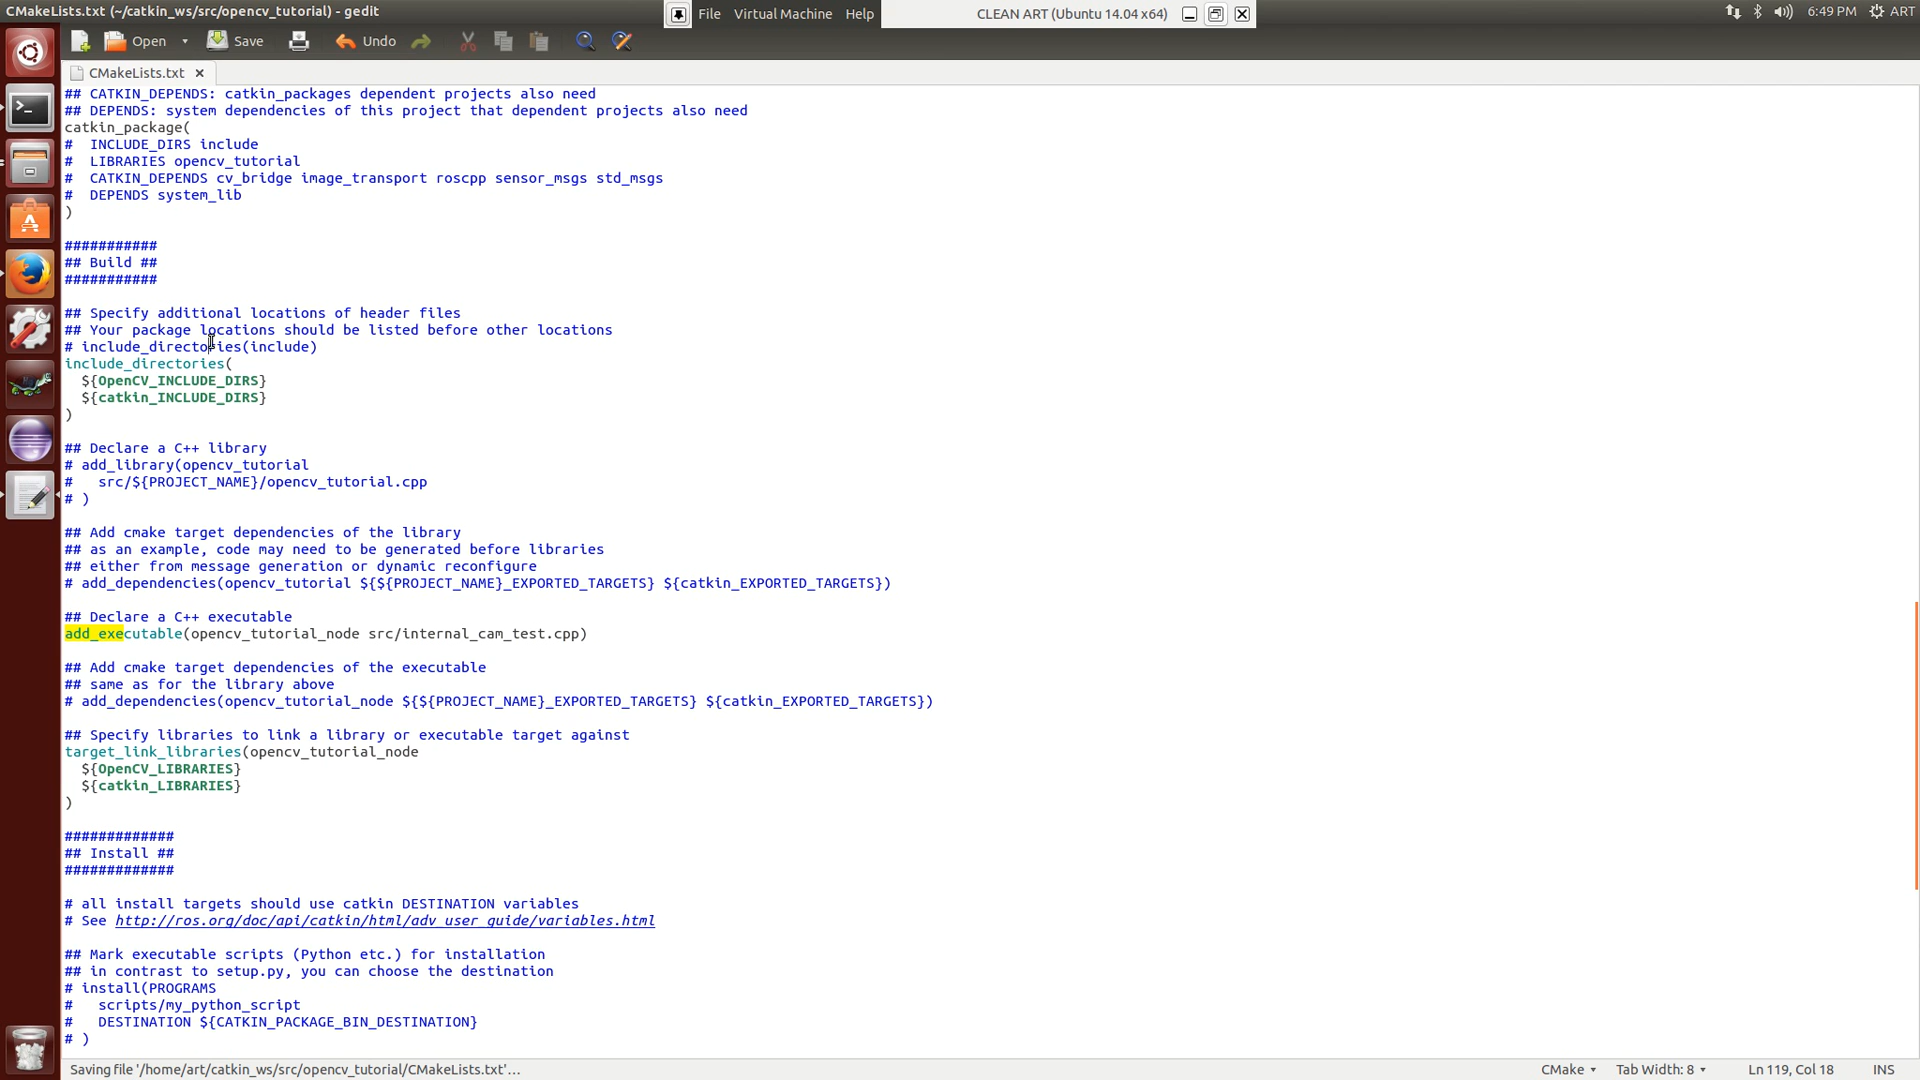 CMakeLists.txt (~/catkin_ws/src/opencv_tutorial) - gedit
File Virtual Machine Help
CLEAN ART (Ubuntu 14.04 x64)
6:49 PM ART
Open Save Undo
CMakeLists.txt
## CATKIN_DEPENDS: catkin_packages dependent projects also need
## DEPENDS: system dependencies of this project that dependent projects also need
catkin_package(
#  INCLUDE_DIRS include
#  LIBRARIES opencv_tutorial
#  CATKIN_DEPENDS cv_bridge image_transport roscpp sensor_msgs std_msgs
#  DEPENDS system_lib
)
###########
## Build ##
###########
## Specify additional locations of header files
## Your package locations should be listed before other locations
# include_directories(include)
include_directories(
  ${OpenCV_INCLUDE_DIRS}
  ${catkin_INCLUDE_DIRS}
)
## Declare a C++ library
# add_library(opencv_tutorial
#   src/${PROJECT_NAME}/opencv_tutorial.cpp
# )
## Add cmake target dependencies of the library
## as an example, code may need to be generated before libraries
## either from message generation or dynamic reconfigure
# add_dependencies(opencv_tutorial ${${PROJECT_NAME}_EXPORTED_TARGETS} ${catkin_EXPORTED_TARGETS})
## Declare a C++ executable
add_executable(opencv_tutorial_node src/internal_cam_test.cpp)
## Add cmake target dependencies of the executable
## same as for the library above
# add_dependencies(opencv_tutorial_node ${${PROJECT_NAME}_EXPORTED_TARGETS} ${catkin_EXPORTED_TARGETS})
## Specify libraries to link a library or executable target against
target_link_libraries(opencv_tutorial_node
  ${OpenCV_LIBRARIES}
  ${catkin_LIBRARIES}
)
#############
## Install ##
#############
# all install targets should use catkin DESTINATION variables
# See http://ros.org/doc/api/catkin/html/adv_user_guide/variables.html
## Mark executable scripts (Python etc.) for installation
## in contrast to setup.py, you can choose the destination
# install(PROGRAMS
#   scripts/my_python_script
#   DESTINATION ${CATKIN_PACKAGE_BIN_DESTINATION}
# )
Saving file '/home/art/catkin_ws/src/opencv_tutorial/CMakeLists.txt'…
CMake Tab Width: 8 Ln 119, Col 18 INS